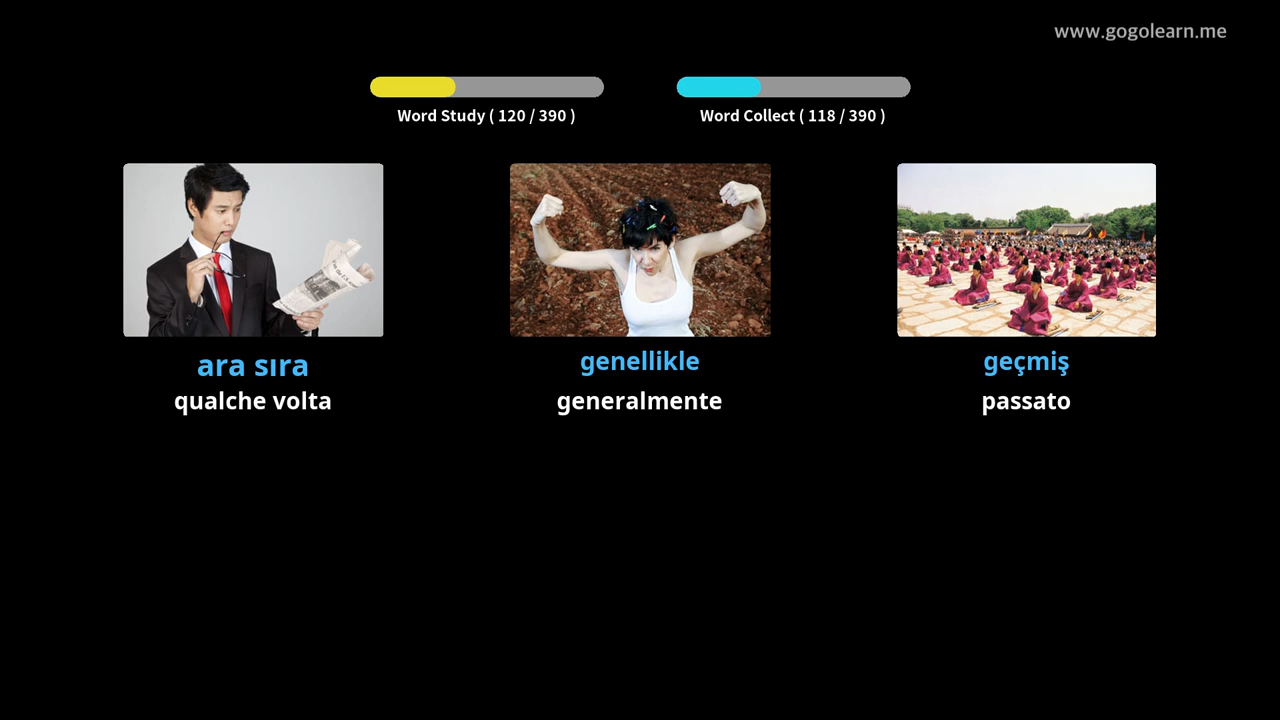 www.gogolearn.me
Word Study ( 120 / 390 )
Word Collect ( 118 / 390 )
ara sıra
genellikle
geçmiş
qualche volta
generalmente
passato